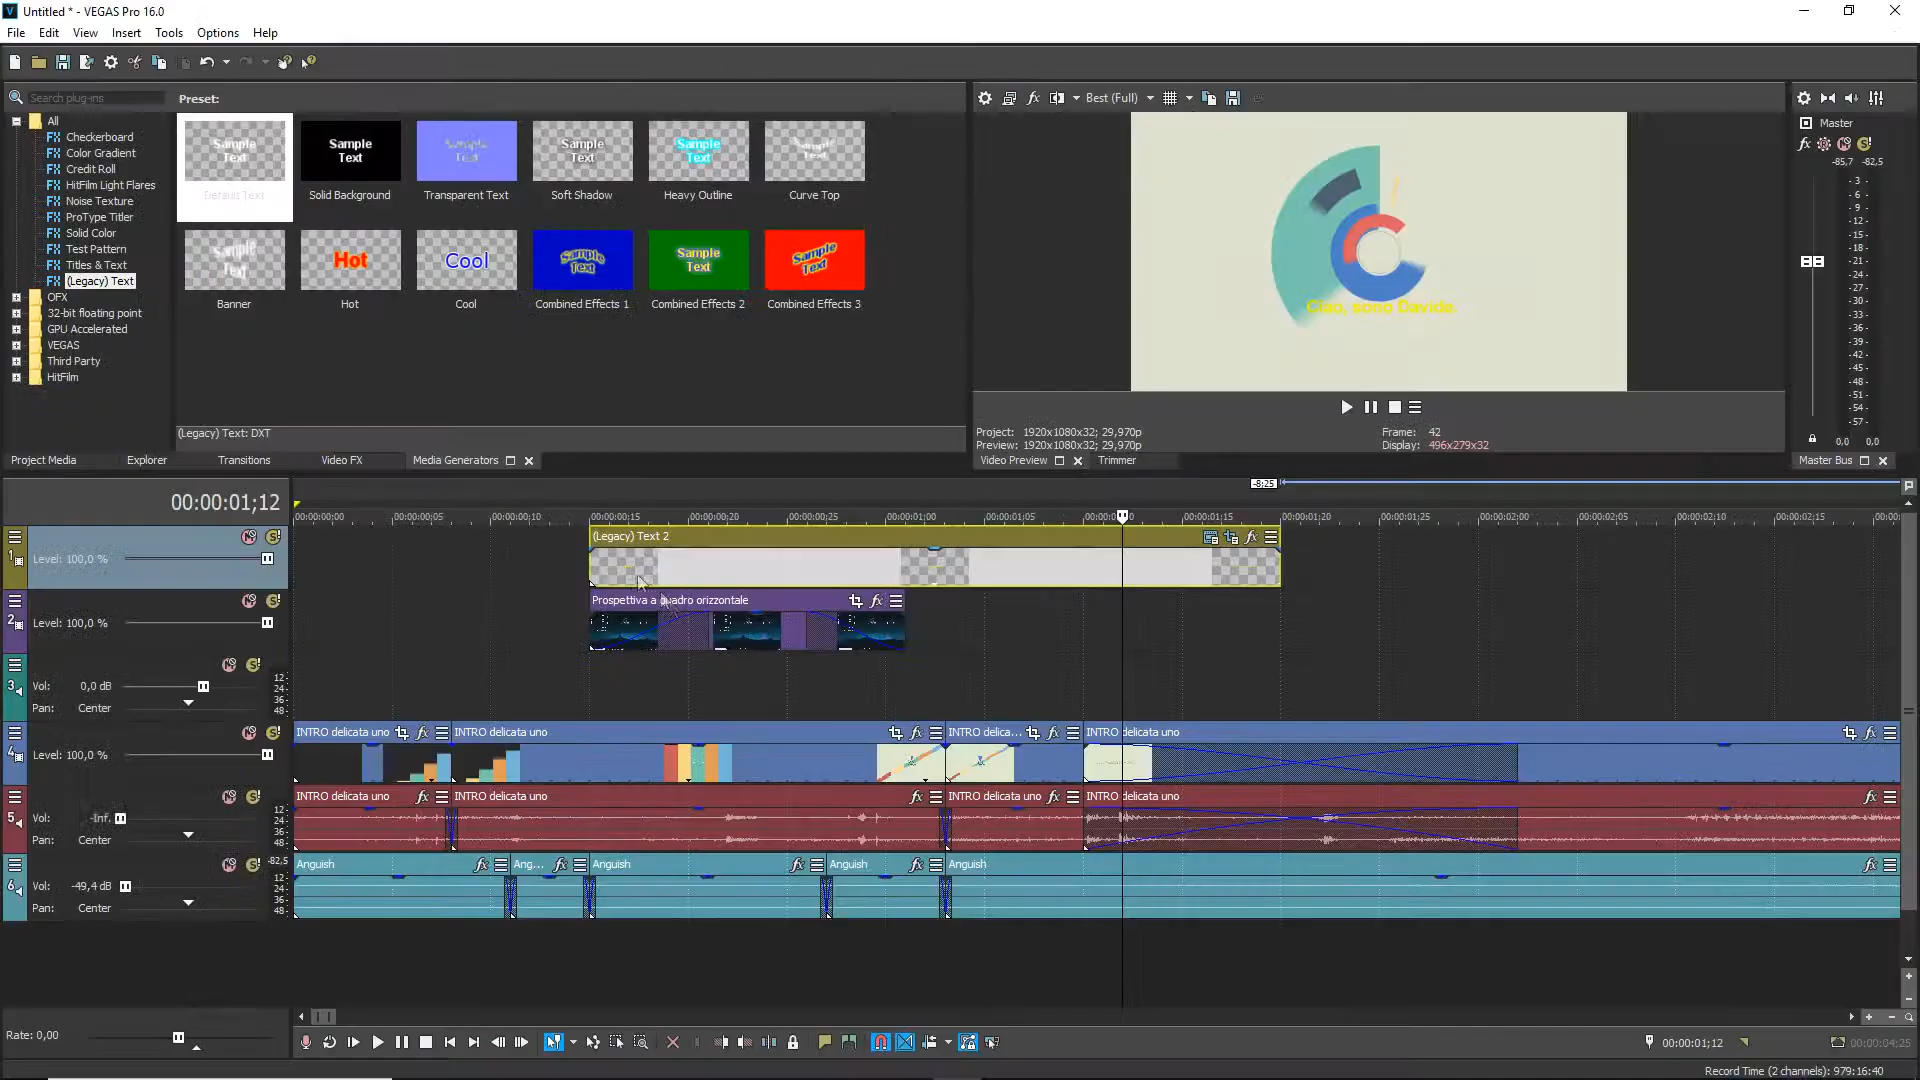 Untitled * - VEGAS Pro 16.0
File Edit View Insert Tools Options Help
Search plug-ins
Preset:
All
Checkerboard
Color Gradient
Credit Roll
HitFilm Light Flares
Noise Texture
ProType Titler
Solid Color
Test Pattern
Titles & Text
(Legacy) Text
OFX
32-bit floating point
GPU Accelerated
VEGAS
Third Party
HitFilm
Sample Text
Sample Text
Sample Text
Sample Text
Sample Text
Default Text
Solid Background
Transparent Text
Soft Shadow
Heavy Outline
Curve Top
Hot
Cool
Sample Text
Sample Text
Sample Text
Banner
Hot
Cool
Combined Effects 1
Combined Effects 2
Combined Effects 3
(Legacy) Text: DXT
Project Media
Explorer
Transitions
Video FX
Media Generators
Best (Full)
Ciao, sono Davide.
Project: 1920x1080x32; 29,970p
Preview: 1920x1080x32; 29,970p
Frame: 42
Display: 496x279x32
Video Preview
Trimmer
Master
-85,7 -82,5
-3
-6
-9
-12
-15
-18
-21
-24
-27
-30
-33
-36
-39
-42
-45
-48
-51
-54
-57
0,0 0,0
Master Bus
00:00:01;12
-8;25
00:00:00:00 00:00:00:05 00:00:00:10 00:00:00:15 00:00:00:20 00:00:00:25 00:00:01:00 00:00:01:05 00:00:01:15 00:00:01:20 00:00:01:25 00:00:02:00 00:00:02:05 00:00:02:10 00:00:02:15
1
Level: 100,0 %
(Legacy) Text 2
2
Level: 100,0 %
Prospettiva a quadro orizzontale
3
Vol: 0,0 dB
Pan: Center
12
24
36
48
4
Level: 100,0 %
INTRO delicata uno
INTRO delicata uno
INTRO delica...
INTRO delicata uno
5
Vol: -Inf.
Pan: Center
12
24
36
48
INTRO delicata uno
INTRO delicata uno
INTRO delicata uno
INTRO delicata uno
6
Vol: -49,4 dB
Pan: Center
-82,5
12
24
36
48
Anguish
Ang...
Anguish
Anguish
Anguish
Rate: 0,00
00:00:01;12
00:00:04;25
Record Time (2 channels): 979:16:40